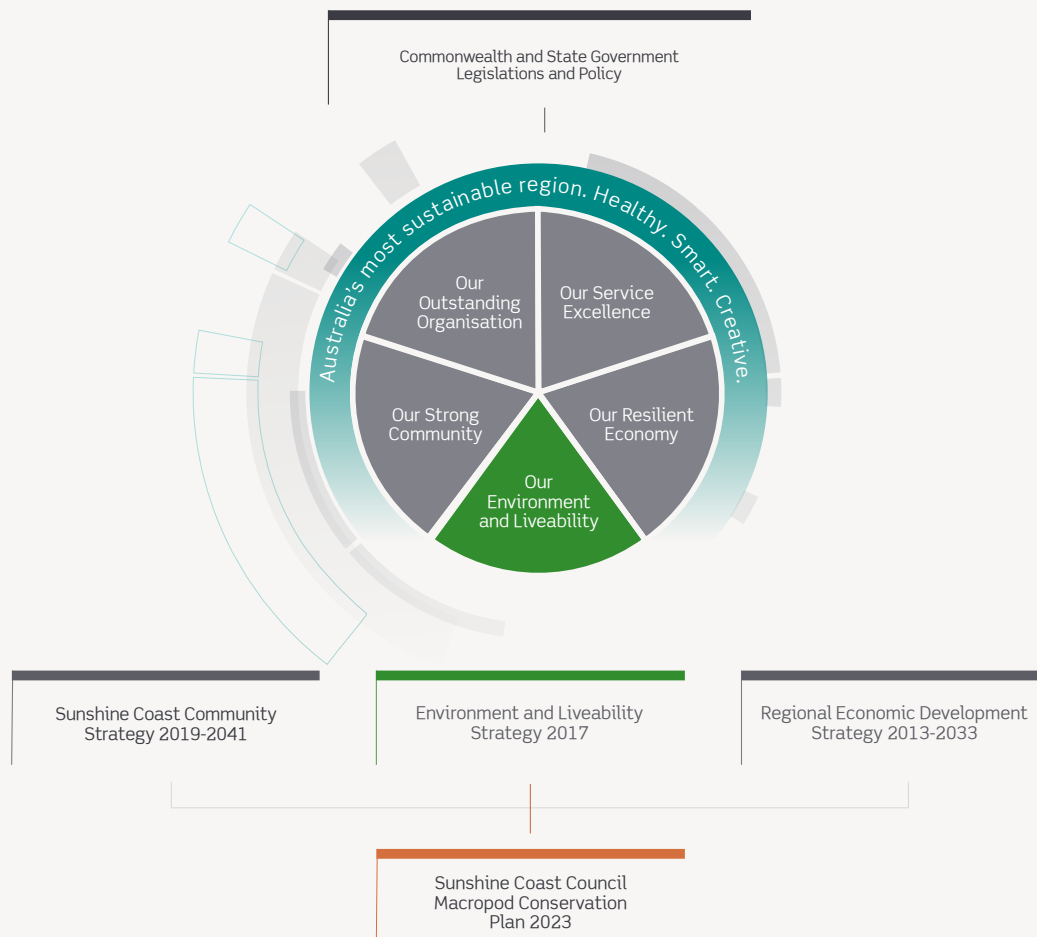 Commonwealth and State Government
Legislations and Policy
Australia's most sustainable region. Healthy. Smart. Creative.
Our
Outstanding
Organisation
Our Service
Excellence
Our Strong
Community
Our Resilient
Economy
Our
Environment
and Liveability
Sunshine Coast Community
Strategy 2019-2041
Environment and Liveability
Strategy 2017
Regional Economic Development
Strategy 2013-2033
Sunshine Coast Council
Macropod Conservation
Plan 2023